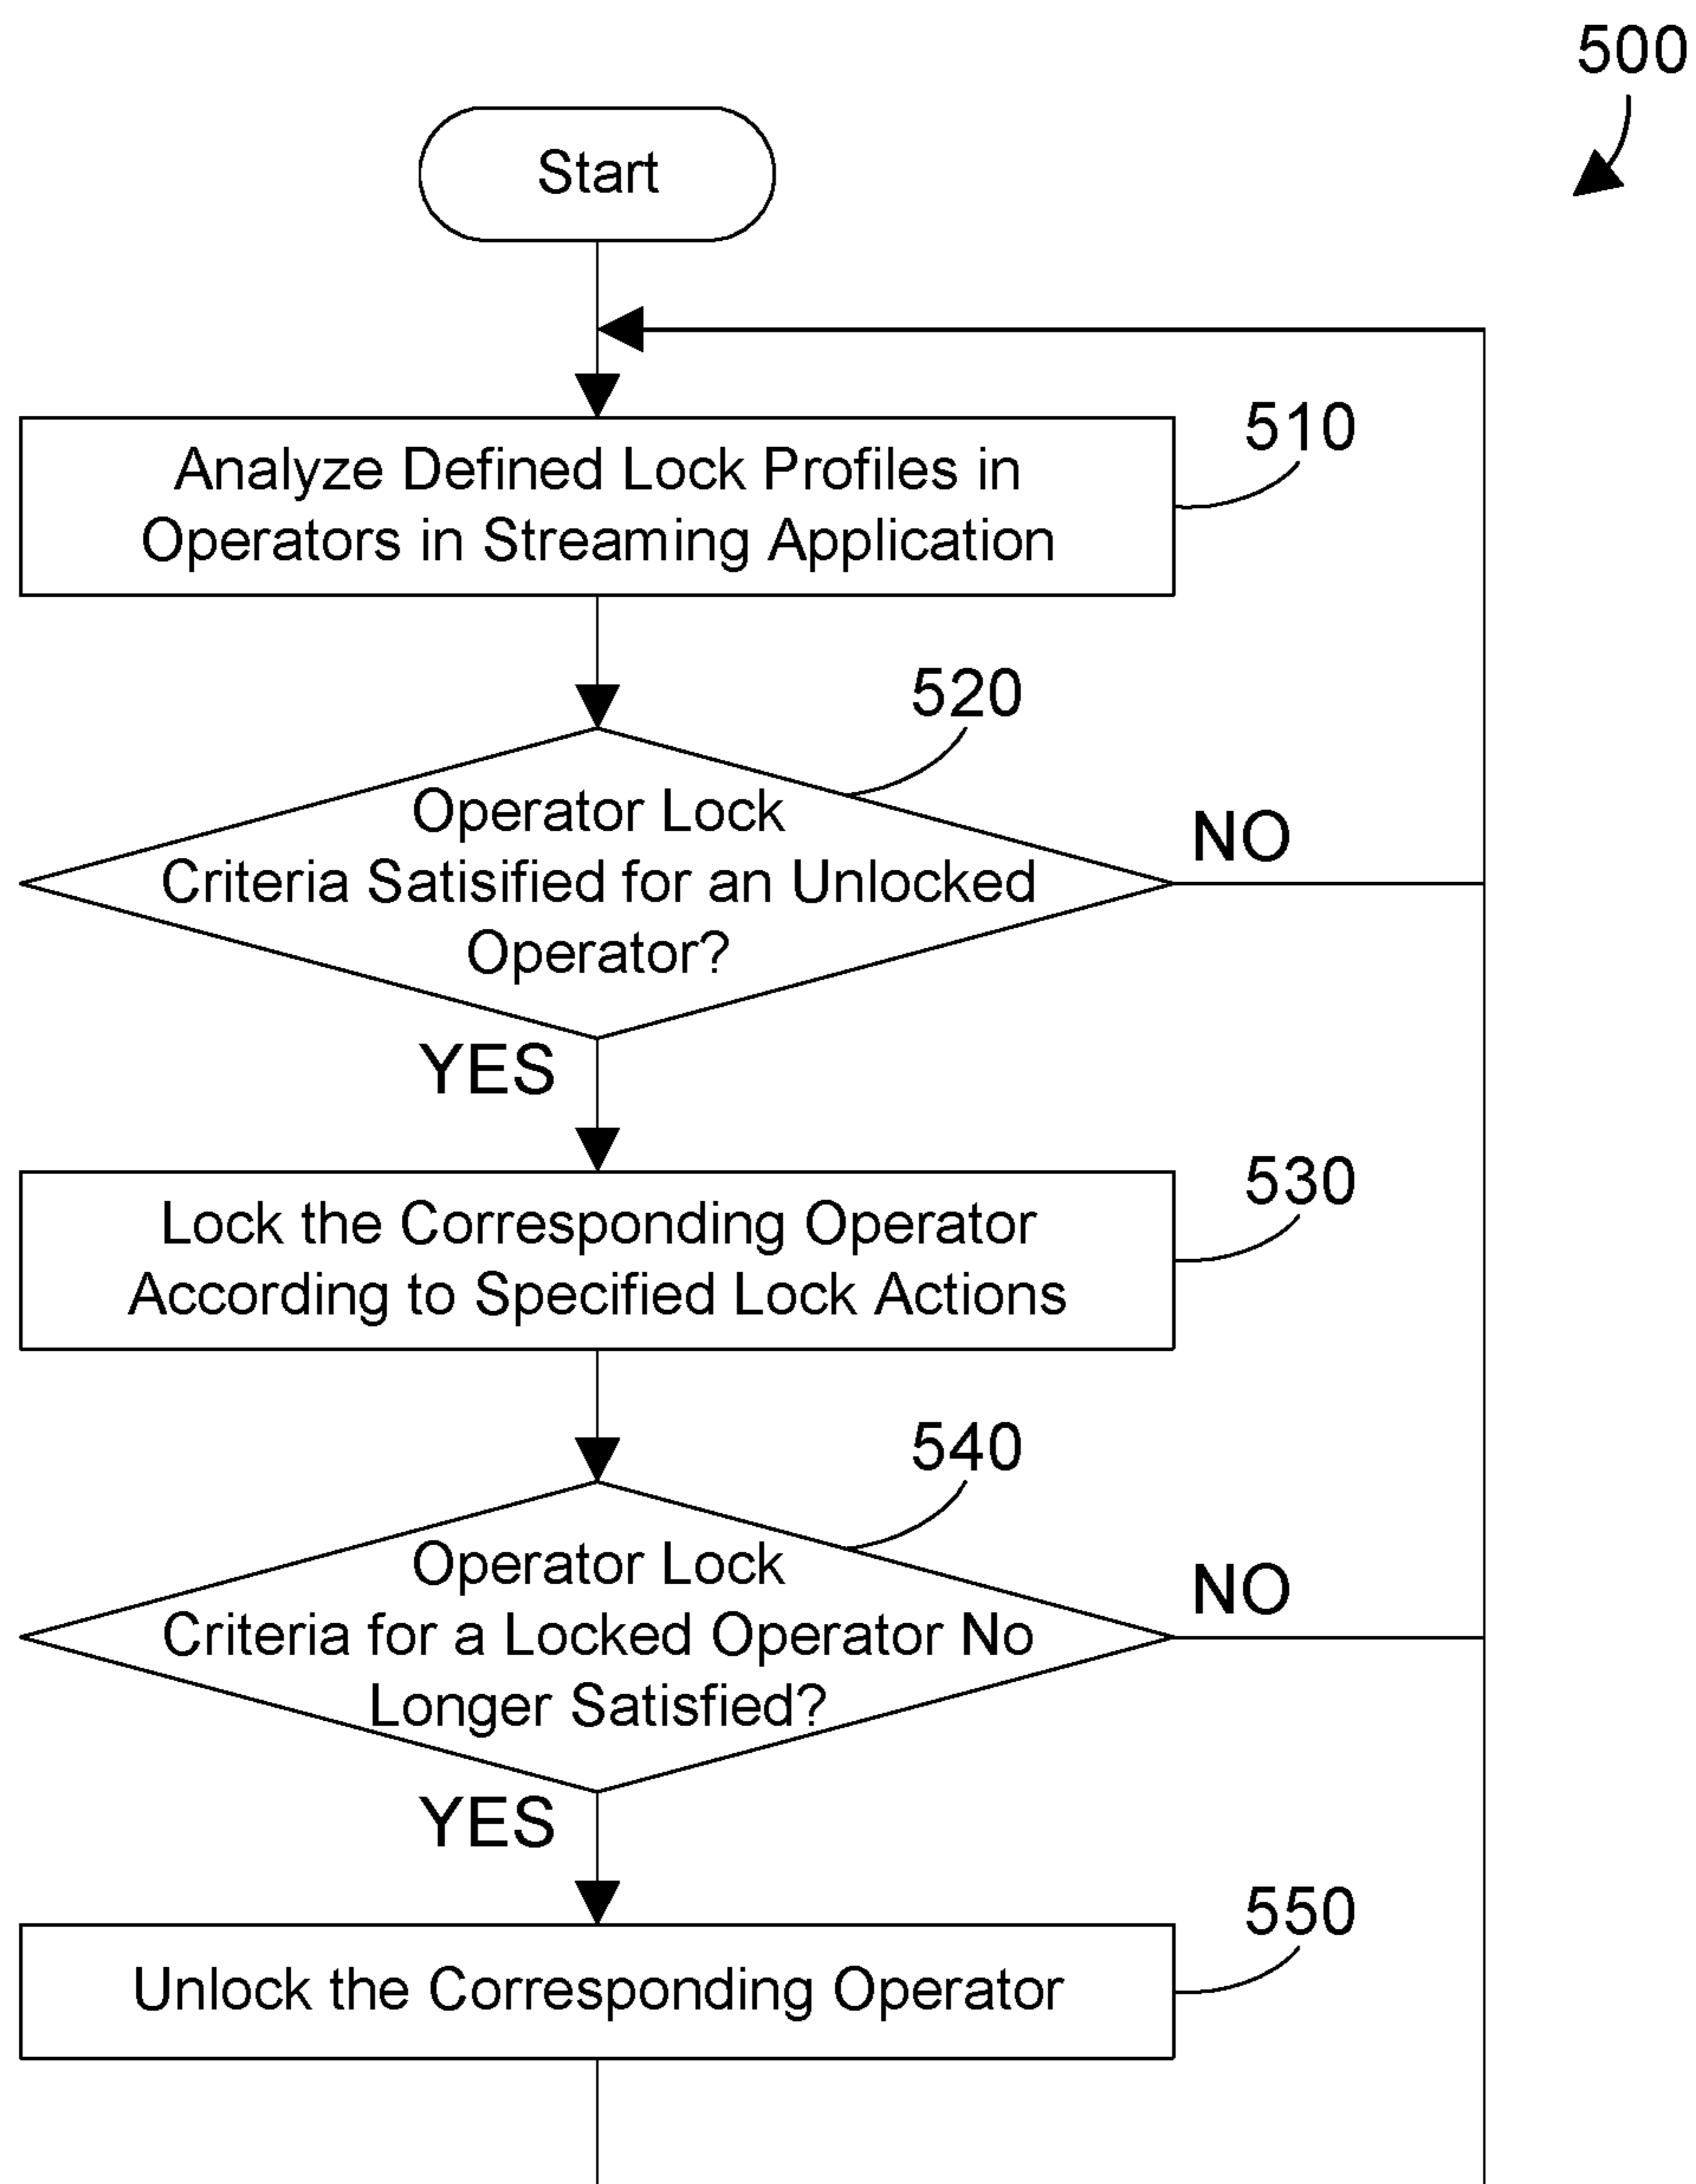 500
Start
510
Analyze Defined Lock Profiles in
Operators in Streaming Application
520
Operator Lock
Criteria Satisified for an Unlocked
Operator?
NO
YES
530
Lock the Corresponding Operator
According to Specified Lock Actions
540
Operator Lock
Criteria for a Locked Operator No
Longer Satisfied?
NO
YES
550
Unlock the Corresponding Operator